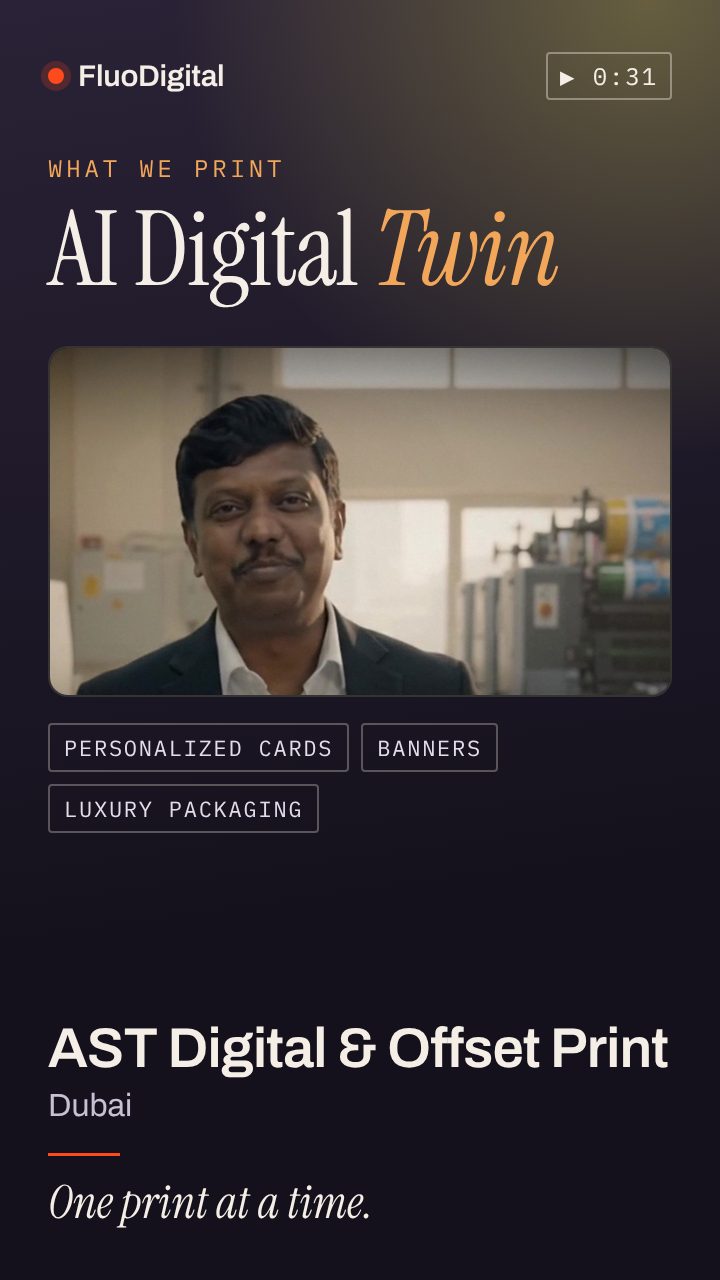 FluoDigital
▶ 0:31
WHAT WE PRINT
AI Digital Twin
PERSONALIZED CARDS
BANNERS
LUXURY PACKAGING
AST Digital & Offset Print
Dubai
One print at a time.